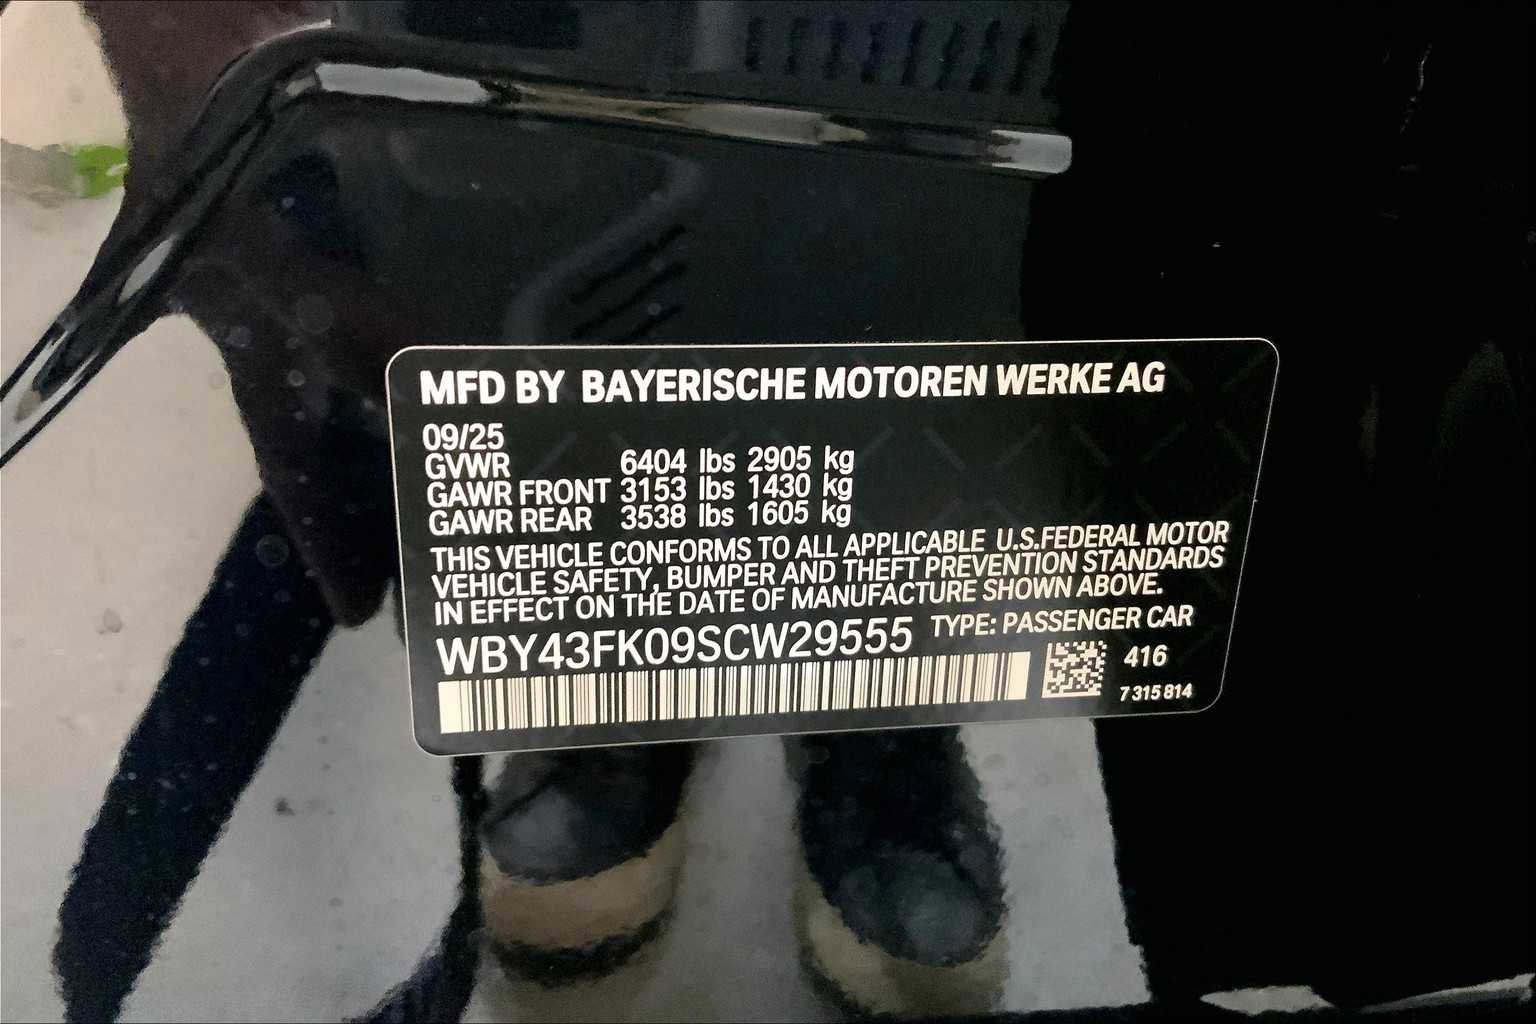 MFD BY BAYERISCHE MOTOREN WERKE AG
09/25
GVWR 6404 lbs 2905 kg
GAWR FRONT 3153 lbs 1430 kg
GAWR REAR 3538 lbs 1605 kg
THIS VEHICLE CONFORMS TO ALL APPLICABLE U.S.FEDERAL MOTOR
VEHICLE SAFETY, BUMPER AND THEFT PREVENTION STANDARDS
IN EFFECT ON THE DATE OF MANUFACTURE SHOWN ABOVE.
WBY43FK09SCW29555 TYPE: PASSENGER CAR
416
7 315 814